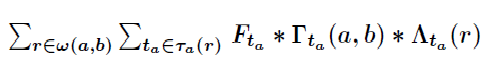 ∑_{r∈ω(a,b)} ∑_{t_a∈τ_a(r)} F_{t_a} * Γ_{t_a}(a, b) * Λ_{t_a}(r)